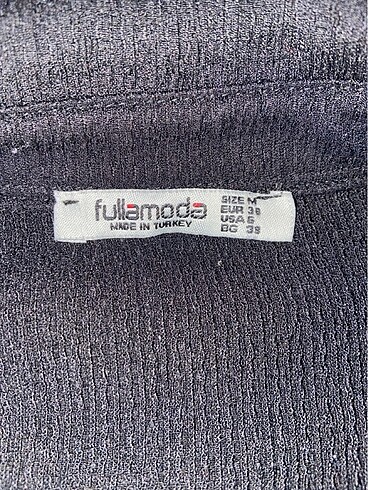 fullamoda
MADE IN TURKEY
SIZE M
EUR 38
USA 6
BG 38